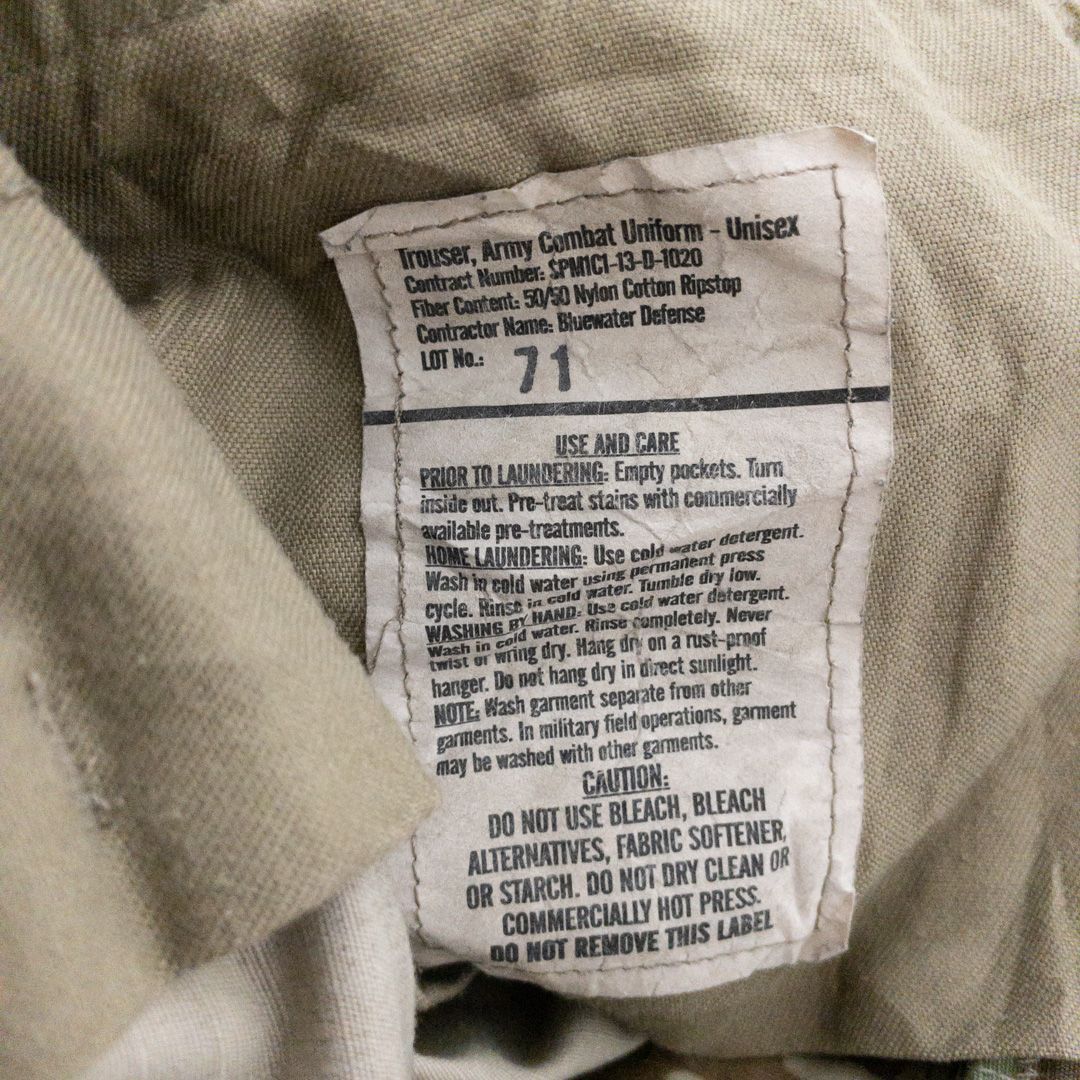 Trouser, Army Combat Uniform - Unisex
Contract Number: SPM1C1-13-D-1020
Fiber Content: 50/50 Nylon Cotton Ripstop
Contractor Name: Bluewater Defense
LOT No.: 71
USE AND CARE
PRIOR TO LAUNDERING: Empty pockets. Turn
inside out. Pre-treat stains with commercially
available pre-treatments.
HOME LAUNDERING: Use cold water detergent.
Wash in cold water using permanent press
cycle. Rinse in cold water. Tumble dry low.
WASHING BY HAND: Use cold water detergent.
Wash in cold water. Rinse completely. Never
twist or wring dry. Hang dry on a rust-proof
hanger. Do not hang dry in direct sunlight.
NOTE: Wash garment separate from other
garments. In military field operations, garment
may be washed with other garments.
CAUTION:
DO NOT USE BLEACH, BLEACH
ALTERNATIVES, FABRIC SOFTENER,
OR STARCH. DO NOT DRY CLEAN OR
COMMERCIALLY HOT PRESS.
DO NOT REMOVE THIS LABEL